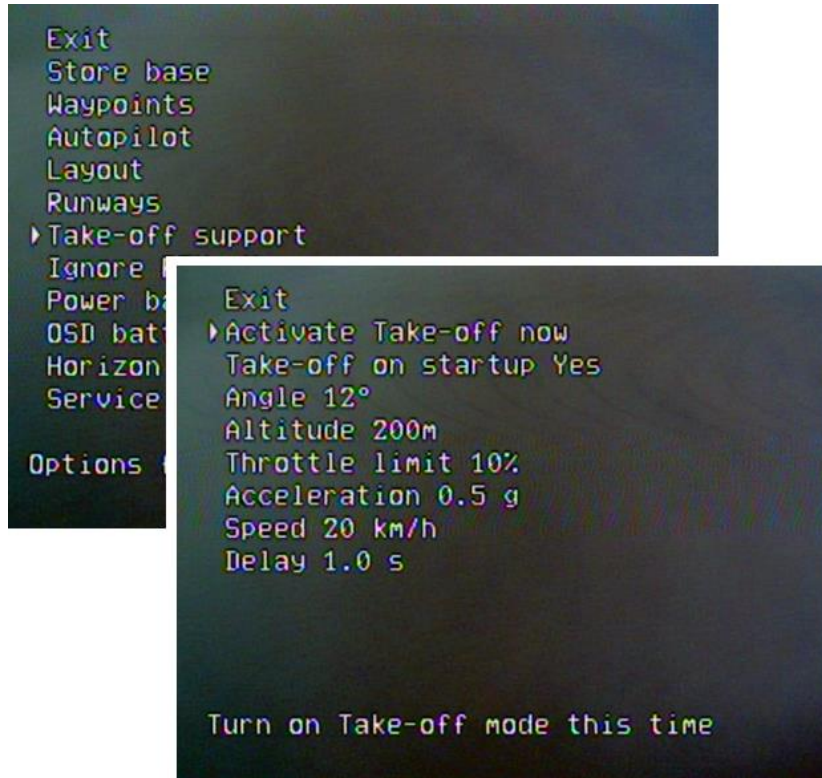 Exit
Store base
Waypoints
Autopilot
Layout
Runways
Take-off support
Ignore
Power
OSD
Horizon
Service
Options
Exit
Activate Take-off now
Take-off on startup Yes
Angle 12°
Altitude 200m
Throttle limit 10%
Acceleration 0.5 g
Speed 20 km/h
Delay 1.0 s
Turn on Take-off mode this time